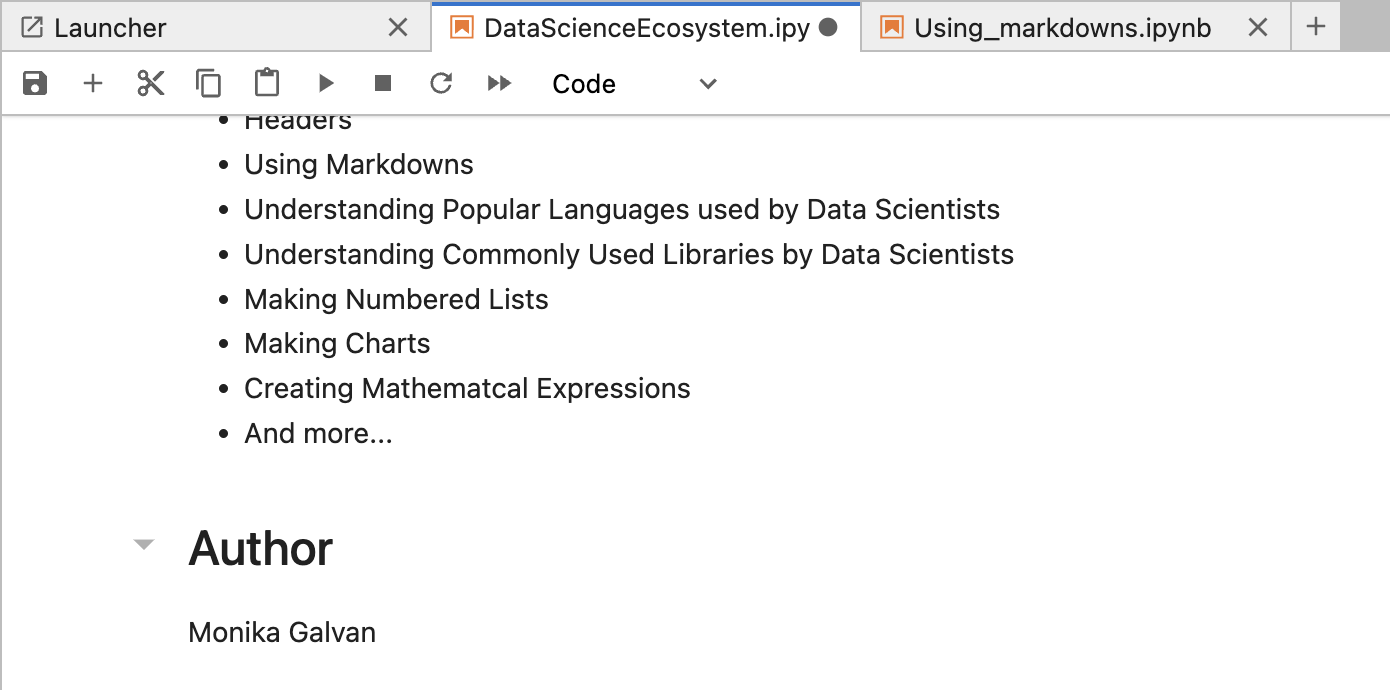 Launcher
DataScienceEcosystem.ipy
Using_markdowns.ipynb
Code
Headers
Using Markdowns
Understanding Popular Languages used by Data Scientists
Understanding Commonly Used Libraries by Data Scientists
Making Numbered Lists
Making Charts
Creating Mathematcal Expressions
And more...
Author
Monika Galvan